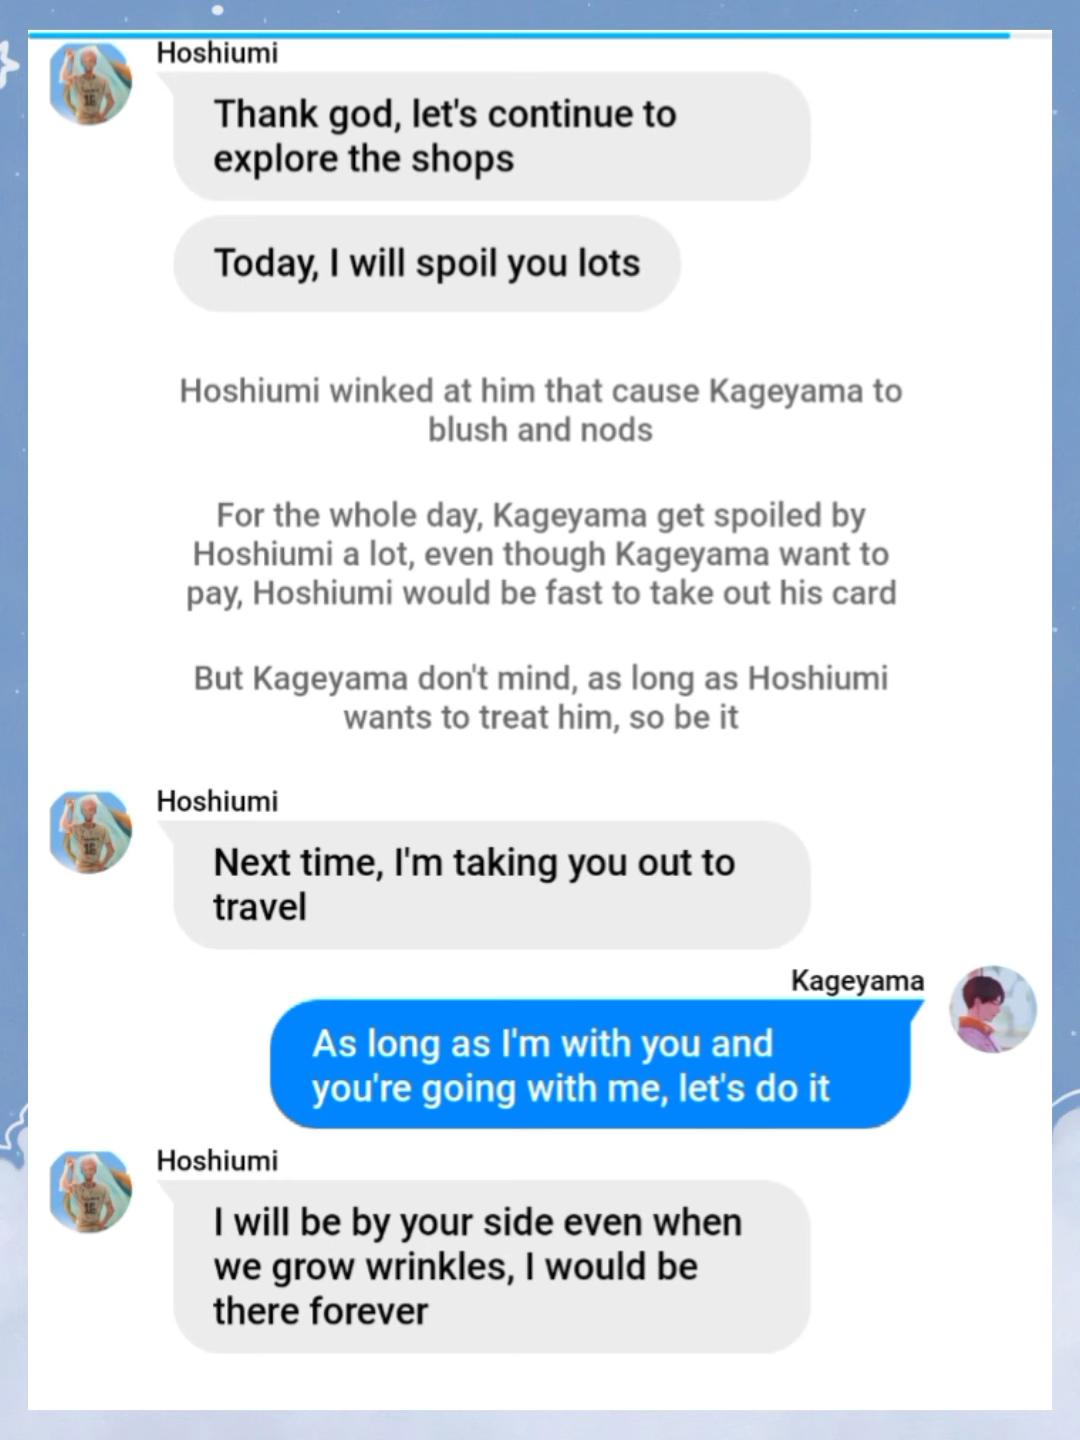 Hoshiumi
Thank god, let's continue to
explore the shops
Today, I will spoil you lots
Hoshiumi winked at him that cause Kageyama to
blush and nods
For the whole day, Kageyama get spoiled by
Hoshiumi a lot, even though Kageyama want to
pay, Hoshiumi would be fast to take out his card
But Kageyama don't mind, as long as Hoshiumi
wants to treat him, so be it
Hoshiumi
Next time, I'm taking you out to
travel
Kageyama
As long as I'm with you and
you're going with me, let's do it
Hoshiumi
I will be by your side even when
we grow wrinkles, I would be
there forever